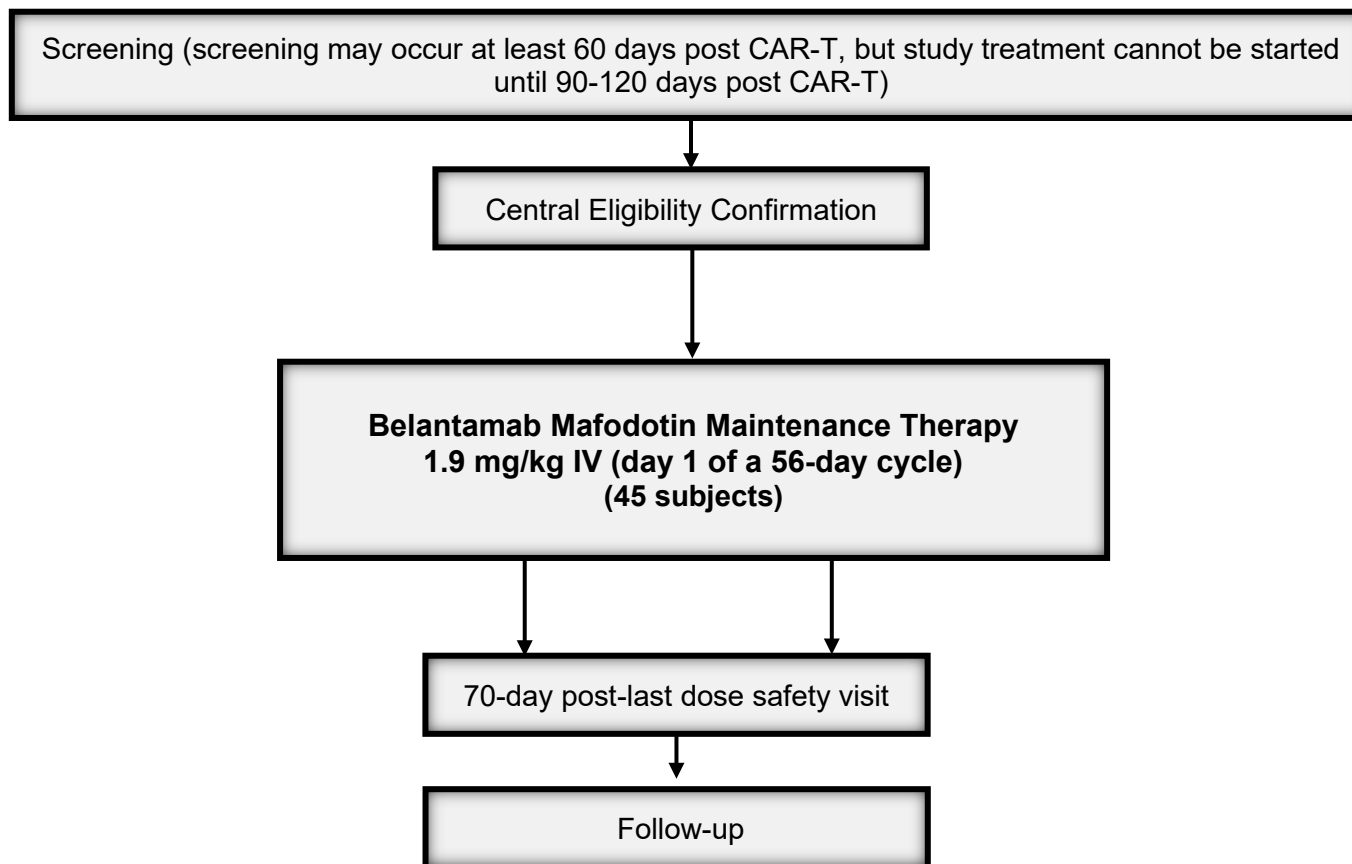 Screening (screening may occur at least 60 days post CAR-T, but study treatment cannot be started
until 90-120 days post CAR-T)
Central Eligibility Confirmation
Belantamab Mafodotin Maintenance Therapy
1.9 mg/kg IV (day 1 of a 56-day cycle)
(45 subjects)
70-day post-last dose safety visit
Follow-up